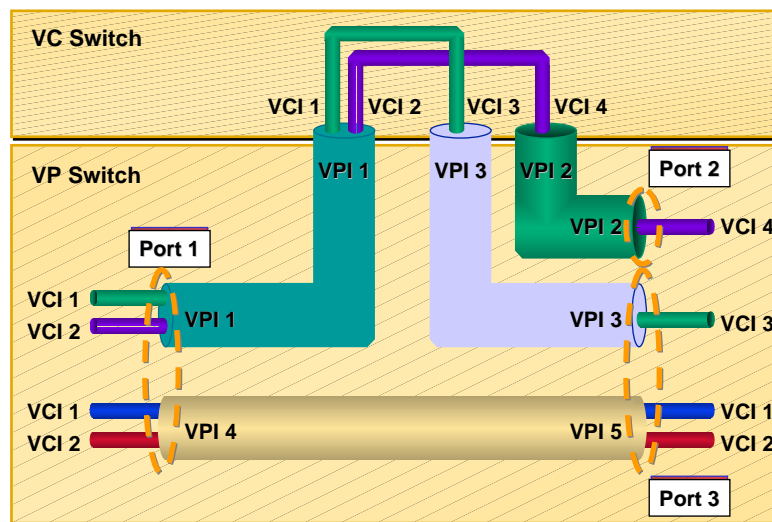 VC Switch
VCI 1 VCI 2 VCI 3 VCI 4
VP Switch
VPI 1 VPI 3 VPI 2
Port 2
VPI 2 VCI 4
Port 1
VCI 1
VPI 1 VPI 3 VCI 3
VCI 2
VCI 1 VCI 1
VPI 4 VPI 5
VCI 2 VCI 2
Port 3